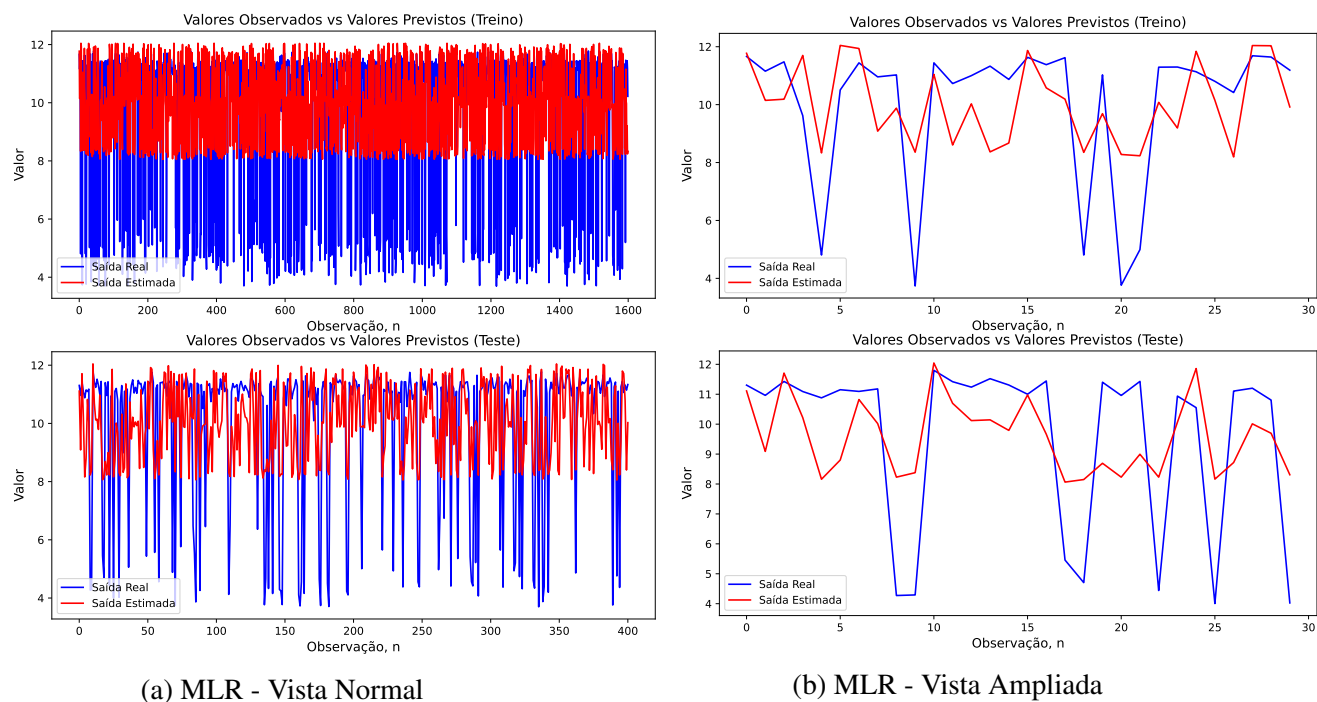 Valores Observados vs Valores Previstos (Treino)
12
10
8
6
4
Valor
Saída Real
Saída Estimada
0 200 400 600 800 1000 1200 1400 1600
Observação, n
Valores Observados vs Valores Previstos (Teste)
12
10
8
6
4
Valor
Saída Real
Saída Estimada
0 50 100 150 200 250 300 350 400
Observação, n
(a) MLR - Vista Normal
Valores Observados vs Valores Previstos (Treino)
12
10
8
6
4
Valor
Saída Real
Saída Estimada
0 5 10 15 20 25 30
Observação, n
Valores Observados vs Valores Previstos (Teste)
12
11
10
9
8
7
6
5
4
Valor
Saída Real
Saída Estimada
0 5 10 15 20 25 30
Observação, n
(b) MLR - Vista Ampliada